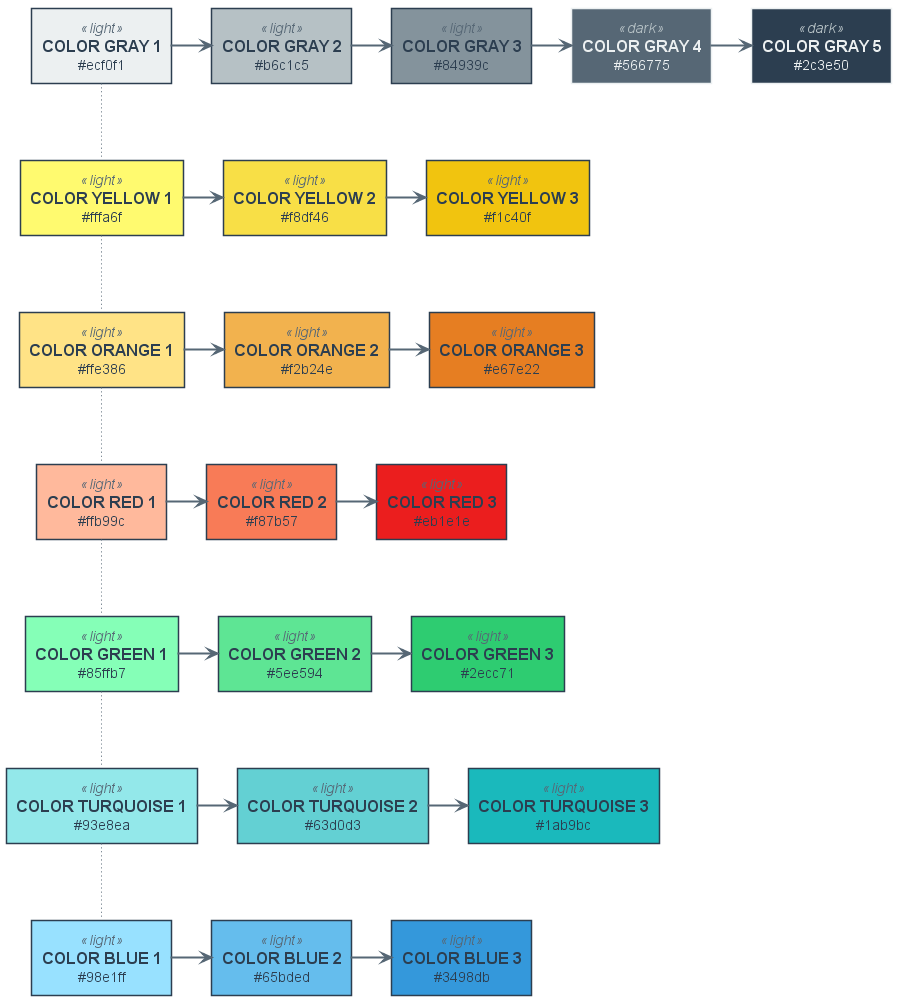 «light»
COLOR GRAY 1
#ecf0f1
«light»
COLOR GRAY 2
#b6c1c5
«light»
COLOR GRAY 3
#84939c
«dark»
COLOR GRAY 4
#566775
«dark»
COLOR GRAY 5
#2c3e50
«light»
COLOR YELLOW 1
#fffa6f
«light»
COLOR YELLOW 2
#f8df46
«light»
COLOR YELLOW 3
#f1c40f
«light»
COLOR ORANGE 1
#ffe386
«light»
COLOR ORANGE 2
#f2b24e
«light»
COLOR ORANGE 3
#e67e22
«light»
COLOR RED 1
#ffb99c
«light»
COLOR RED 2
#f87b57
«light»
COLOR RED 3
#eb1e1e
«light»
COLOR GREEN 1
#85ffb7
«light»
COLOR GREEN 2
#5ee594
«light»
COLOR GREEN 3
#2ecc71
«light»
COLOR TURQUOISE 1
#93e8ea
«light»
COLOR TURQUOISE 2
#63d0d3
«light»
COLOR TURQUOISE 3
#1ab9bc
«light»
COLOR BLUE 1
#98e1ff
«light»
COLOR BLUE 2
#65bded
«light»
COLOR BLUE 3
#3498db